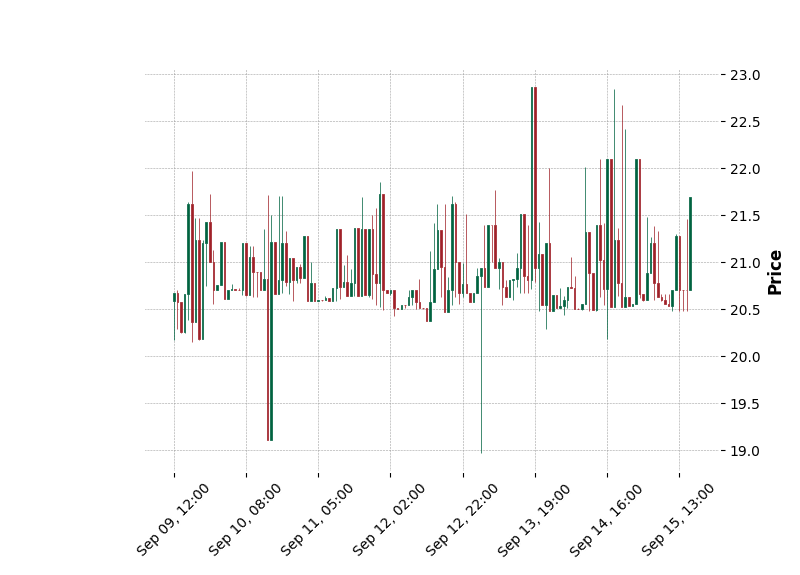 23.0
22.5
22.0
21.5
21.0
20.5
20.0
19.5
19.0
Price
Sep 09, 12:00
Sep 10, 08:00
Sep 11, 05:00
Sep 12, 02:00
Sep 12, 22:00
Sep 13, 19:00
Sep 14, 16:00
Sep 15, 13:00